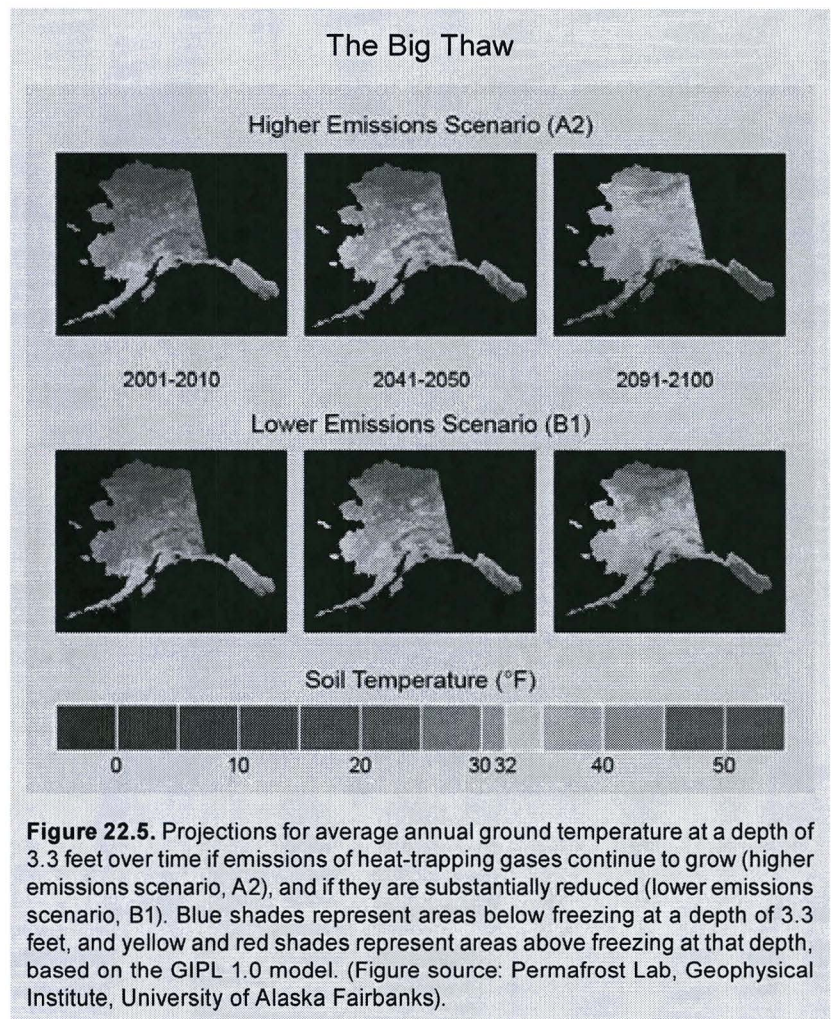 The Big Thaw
Higher Emissions Scenario (A2)
2001-2010 2041-2050 2091-2100
Lower Emissions Scenario (B1)
Soil Temperature (°F)
0 10 20 30 32 40 50
Figure 22.5. Projections for average annual ground temperature at a depth of
3.3 feet over time if emissions of heat-trapping gases continue to grow (higher
emissions scenario, A2), and if they are substantially reduced (lower emissions
scenario, B1). Blue shades represent areas below freezing at a depth of 3.3
feet, and yellow and red shades represent areas above freezing at that depth,
based on the GIPL 1.0 model. (Figure source: Permafrost Lab, Geophysical
Institute, University of Alaska Fairbanks).